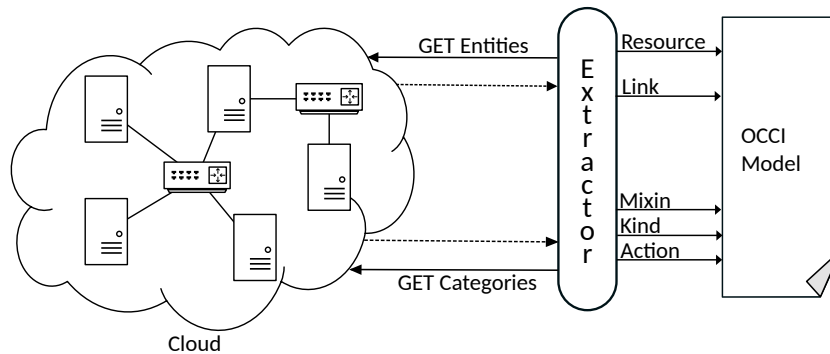 GET Entities
Extractor
Resource
Link
OCCI
Model
Mixin
Kind
Action
GET Categories
Cloud